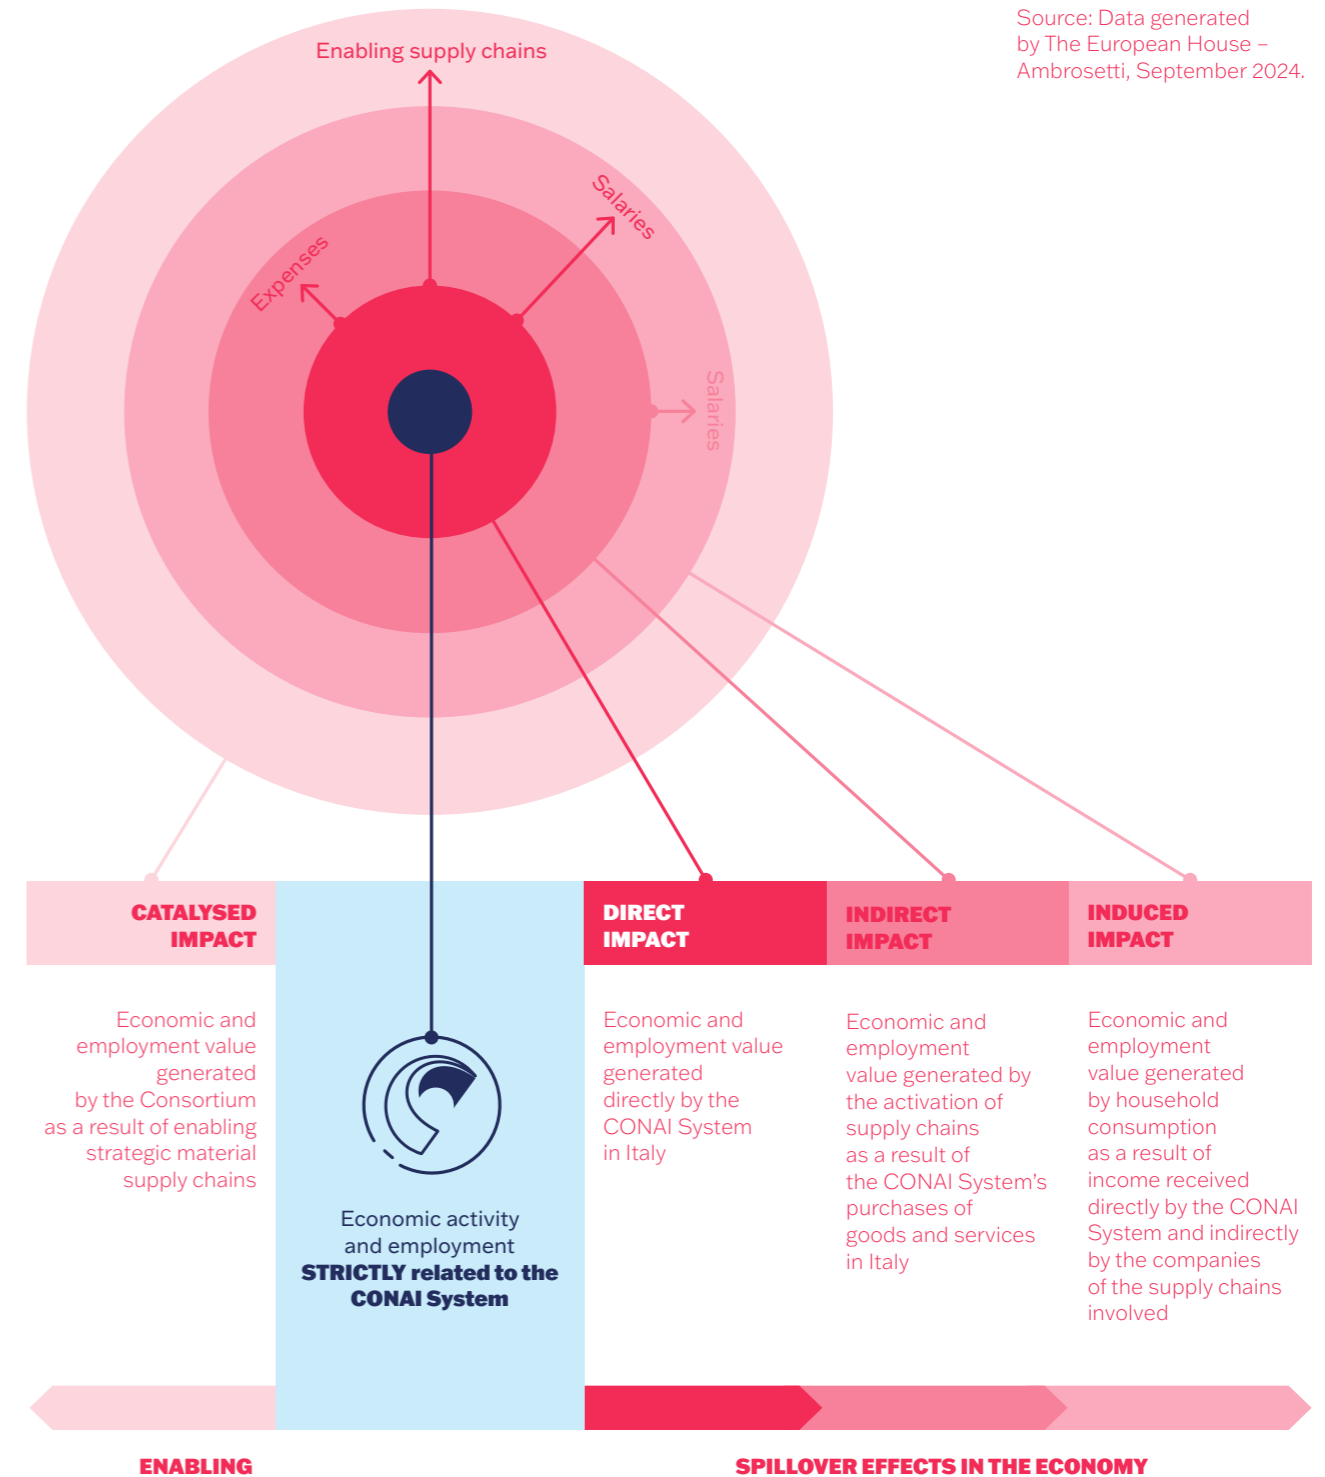 Source: Data generated
by The European House –
Ambrosetti, September 2024.
Enabling supply chains
Salaries
Expenses
Salaries
CATALYSED
IMPACT
Economic and
employment value
generated
by the Consortium
as a result of enabling
strategic material
supply chains
Economic activity
and employment
STRICTLY related to the
CONAI System
DIRECT
IMPACT
Economic and
employment value
generated
directly by the
CONAI System
in Italy
INDIRECT
IMPACT
Economic and
employment
value generated by
the activation of
supply chains
as a result of
the CONAI System's
purchases of
goods and services
in Italy
INDUCED
IMPACT
Economic and
employment
value generated
by household
consumption
as a result of
income received
directly by the CONAI
System and indirectly
by the companies
of the supply chains
involved
ENABLING
SPILLOVER EFFECTS IN THE ECONOMY